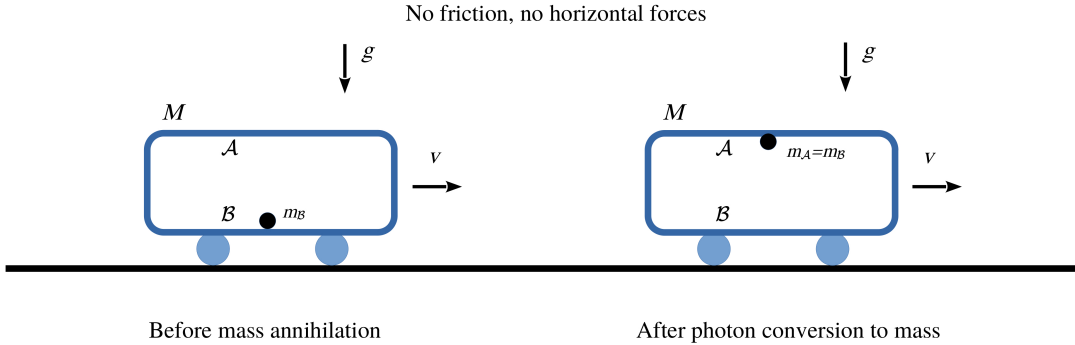 No friction, no horizontal forces
g
g
M
M
𝒜
𝒜
m𝒜=mℬ
v
v
ℬ
mℬ
ℬ
Before mass annihilation
After photon conversion to mass